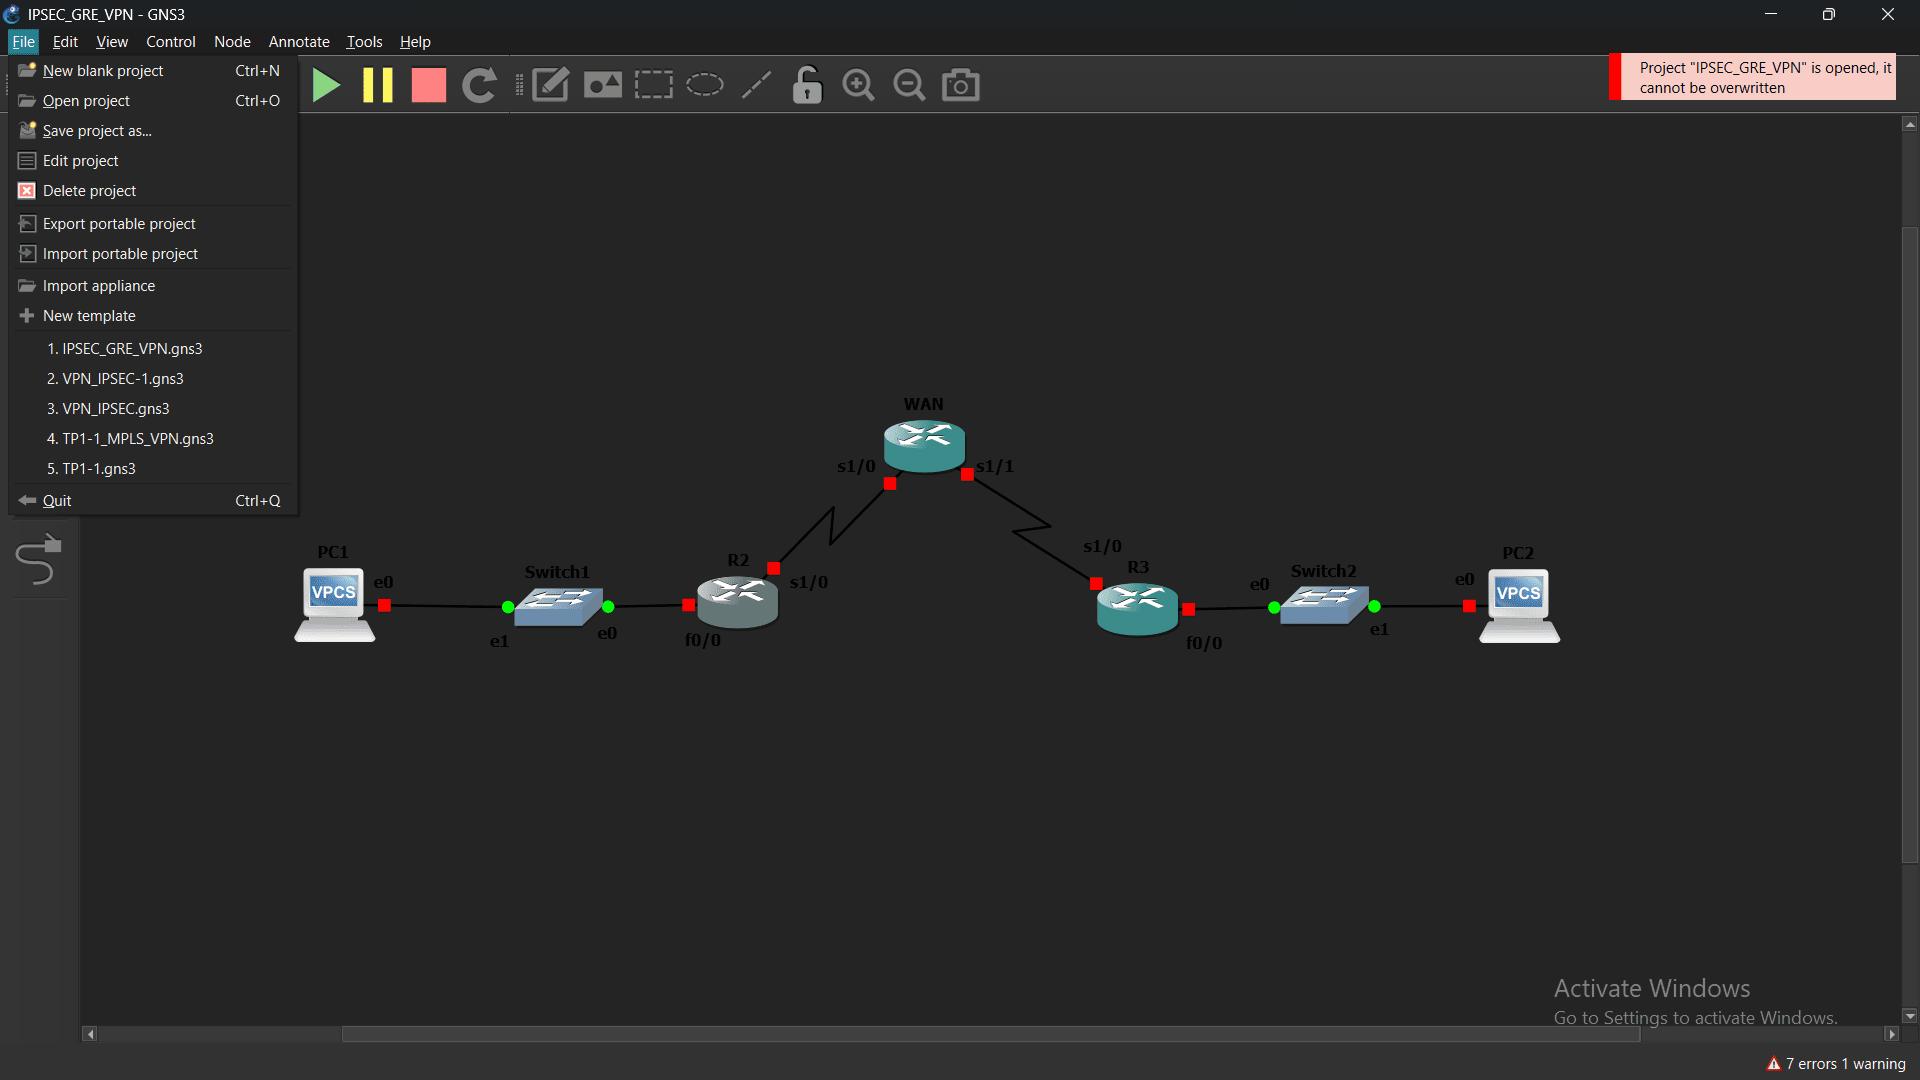 IPSEC_GRE_VPN - GNS3
File Edit View Control Node Annotate Tools Help
New blank project Ctrl+N
Open project Ctrl+O
Save project as...
Edit project
Delete project
Export portable project
Import portable project
Import appliance
New template
1. IPSEC_GRE_VPN.gns3
2. VPN_IPSEC-1.gns3
3. VPN_IPSEC.gns3
4. TP1-1_MPLS_VPN.gns3
5. TP1-1.gns3
Quit Ctrl+Q
Project "IPSEC_GRE_VPN" is opened, it
cannot be overwritten
WAN
s1/0
s1/1
PC1
VPCS
e0
Switch1
e1
e0
R2
s1/0
f0/0
s1/0
R3
f0/0
Switch2
e0
e1
PC2
e0
VPCS
Activate Windows
Go to Settings to activate Windows.
7 errors 1 warning